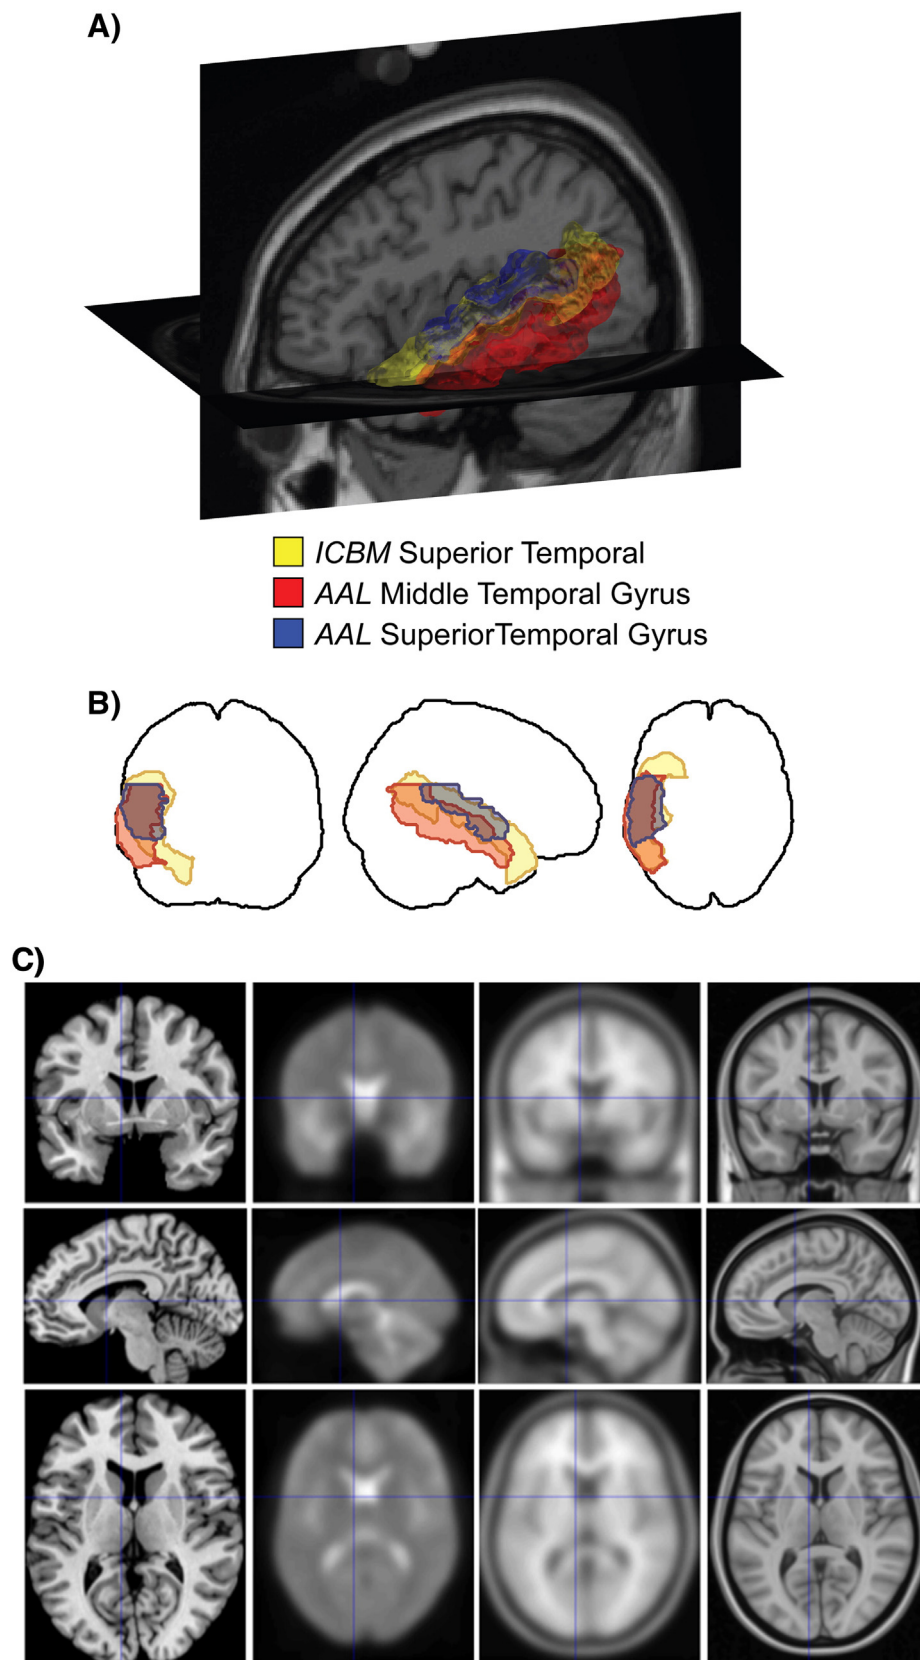 A)
ICBM Superior Temporal
AAL Middle Temporal Gyrus
AAL SuperiorTemporal Gyrus
B)
C)